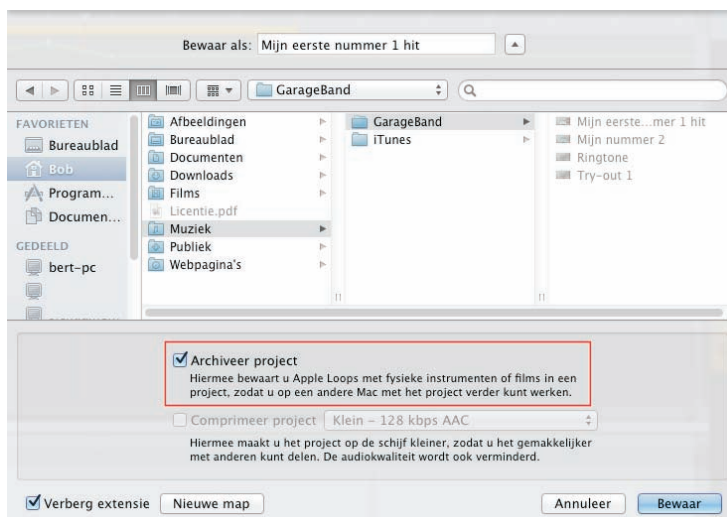 Bewaar als: Mijn eerste nummer 1 hit
GarageBand
FAVORIETEN
Bureaublad
Bob
Program...
Documen...
GEDEELD
bert-pc
Afbeeldingen
Bureaublad
Documenten
Downloads
Films
Licentie.pdf
Muziek
Publiek
Webpagina's
GarageBand
iTunes
Mijn eerste...mer 1 hit
Mijn nummer 2
Ringtone
Try-out 1
Archiveer project
Hiermee bewaart u Apple Loops met fysieke instrumenten of films in een
project, zodat u op een andere Mac met het project verder kunt werken.
Comprimeer project Klein – 128 kbps AAC
Hiermee maakt u het project op de schijf kleiner, zodat u het gemakkelijker
met anderen kunt delen. De audiokwaliteit wordt ook verminderd.
Verberg extensie Nieuwe map Annuleer Bewaar